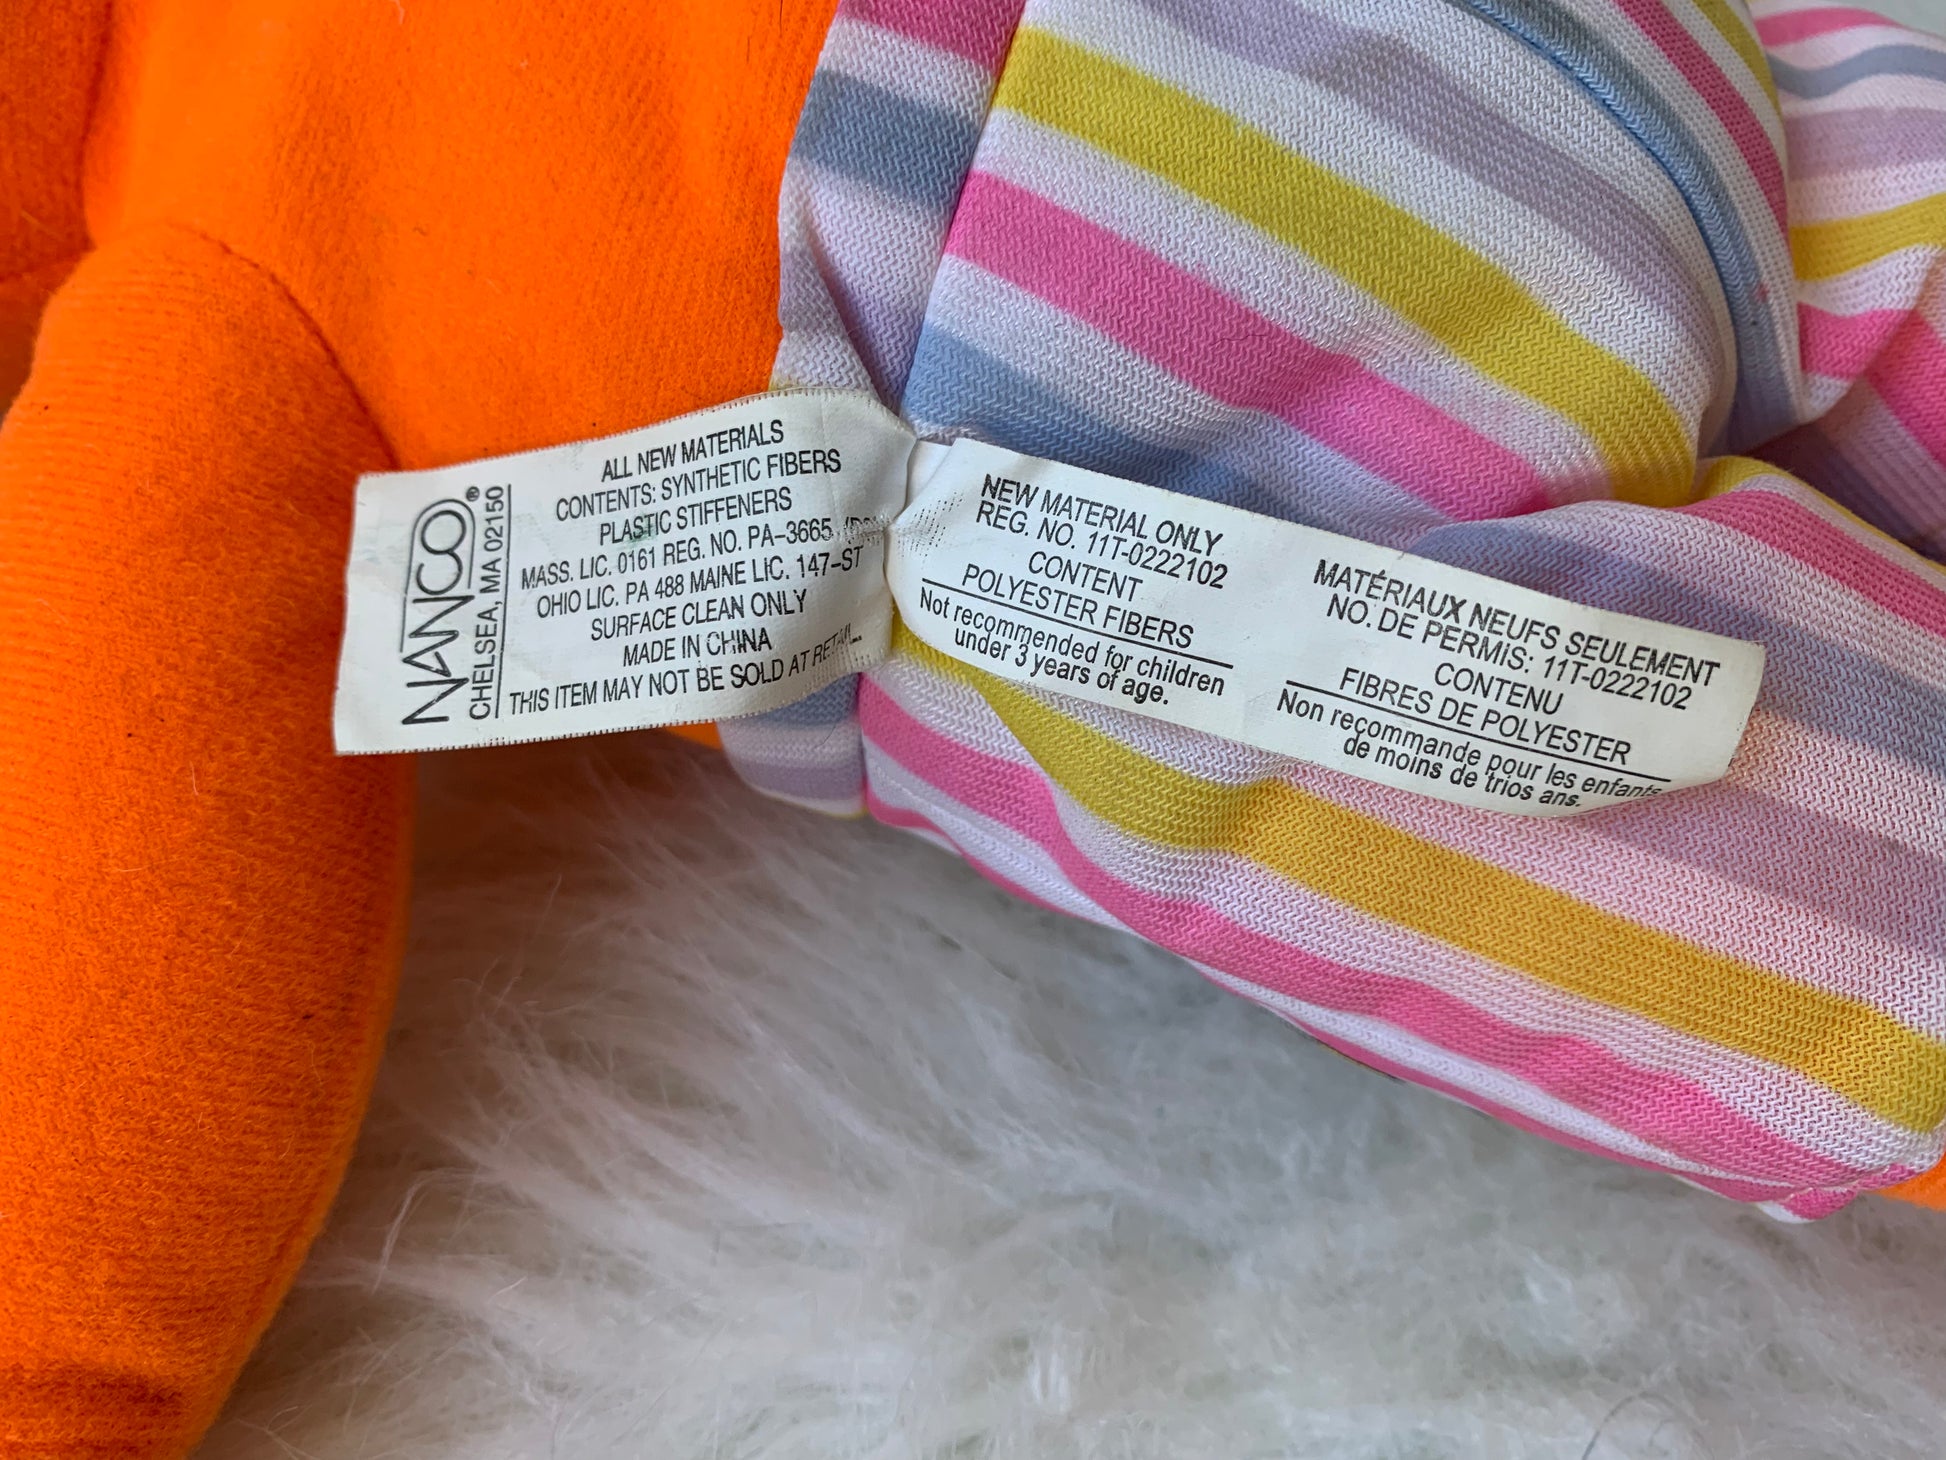 NANCO®
CHELSEA, MA 02150
ALL NEW MATERIALS
CONTENTS: SYNTHETIC FIBERS
PLASTIC STIFFENERS
MASS. LIC. 0161 REG. NO. PA-3665
OHIO LIC. PA 488 MAINE LIC. 147-ST
SURFACE CLEAN ONLY
MADE IN CHINA
THIS ITEM MAY NOT BE SOLD AT RETAIL
NEW MATERIAL ONLY
REG. NO. 11T-0222102
CONTENT
POLYESTER FIBERS
Not recommended for children
under 3 years of age.
MATÉRIAUX NEUFS SEULEMENT
NO. DE PERMIS: 11T-0222102
CONTENU
FIBRES DE POLYESTER
Non recommande pour les enfants
de moins de trios ans.